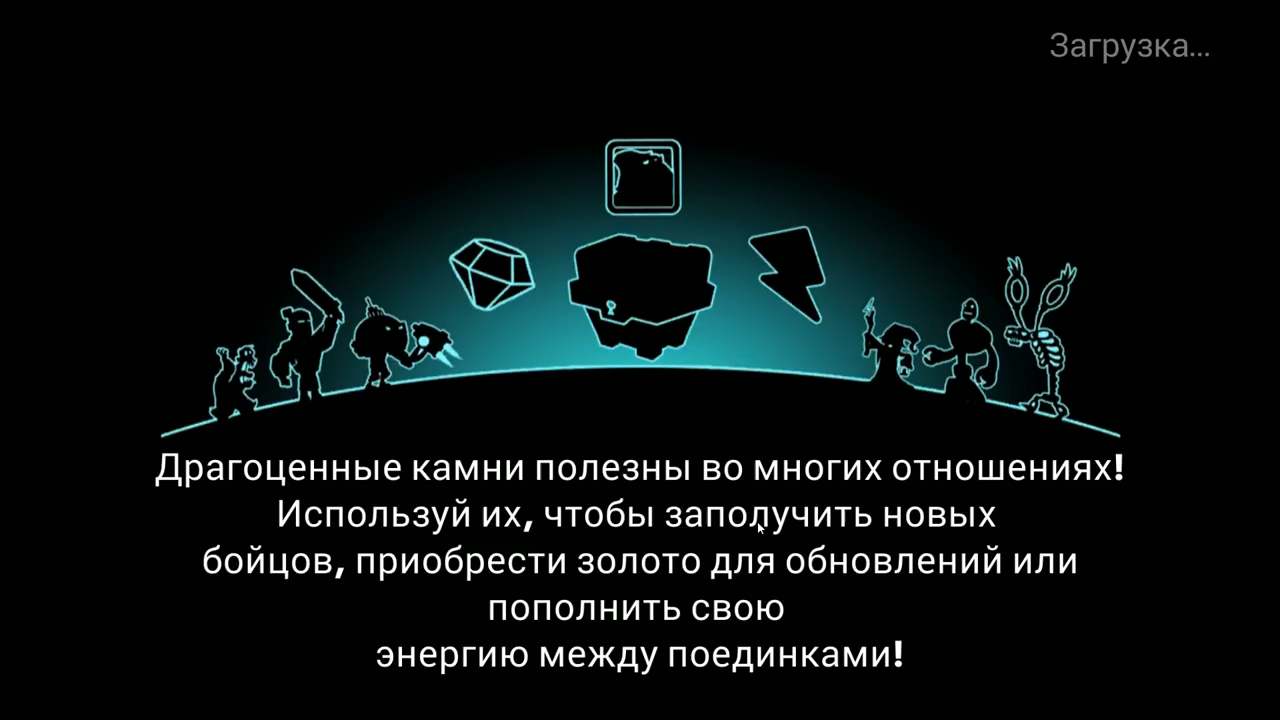 Загрузка...
Драгоценные камни полезны во многих отношениях!
Используй их, чтобы заполучить новых
бойцов, приобрести золото для обновлений или
пополнить свою
энергию между поединками!